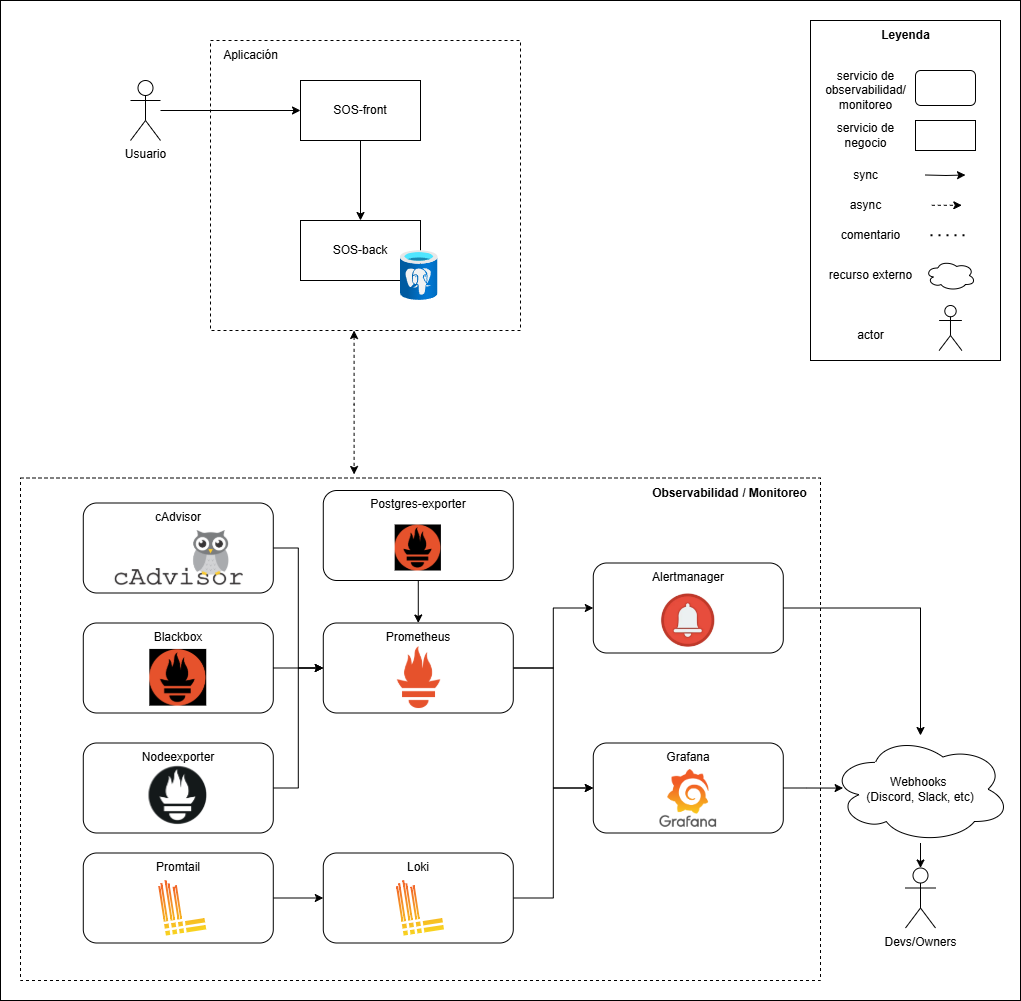 Aplicación
SOS-front
Usuario
SOS-back
Leyenda
servicio de
observabilidad/
monitoreo
servicio de
negocio
sync
async
comentario
recurso externo
actor
Observabilidad / Monitoreo
cAdvisor
cAdvisor
Postgres-exporter
Alertmanager
Blackbox
Prometheus
Nodeexporter
Grafana
Grafana
Webhooks
(Discord, Slack, etc)
Promtail
Loki
Devs/Owners